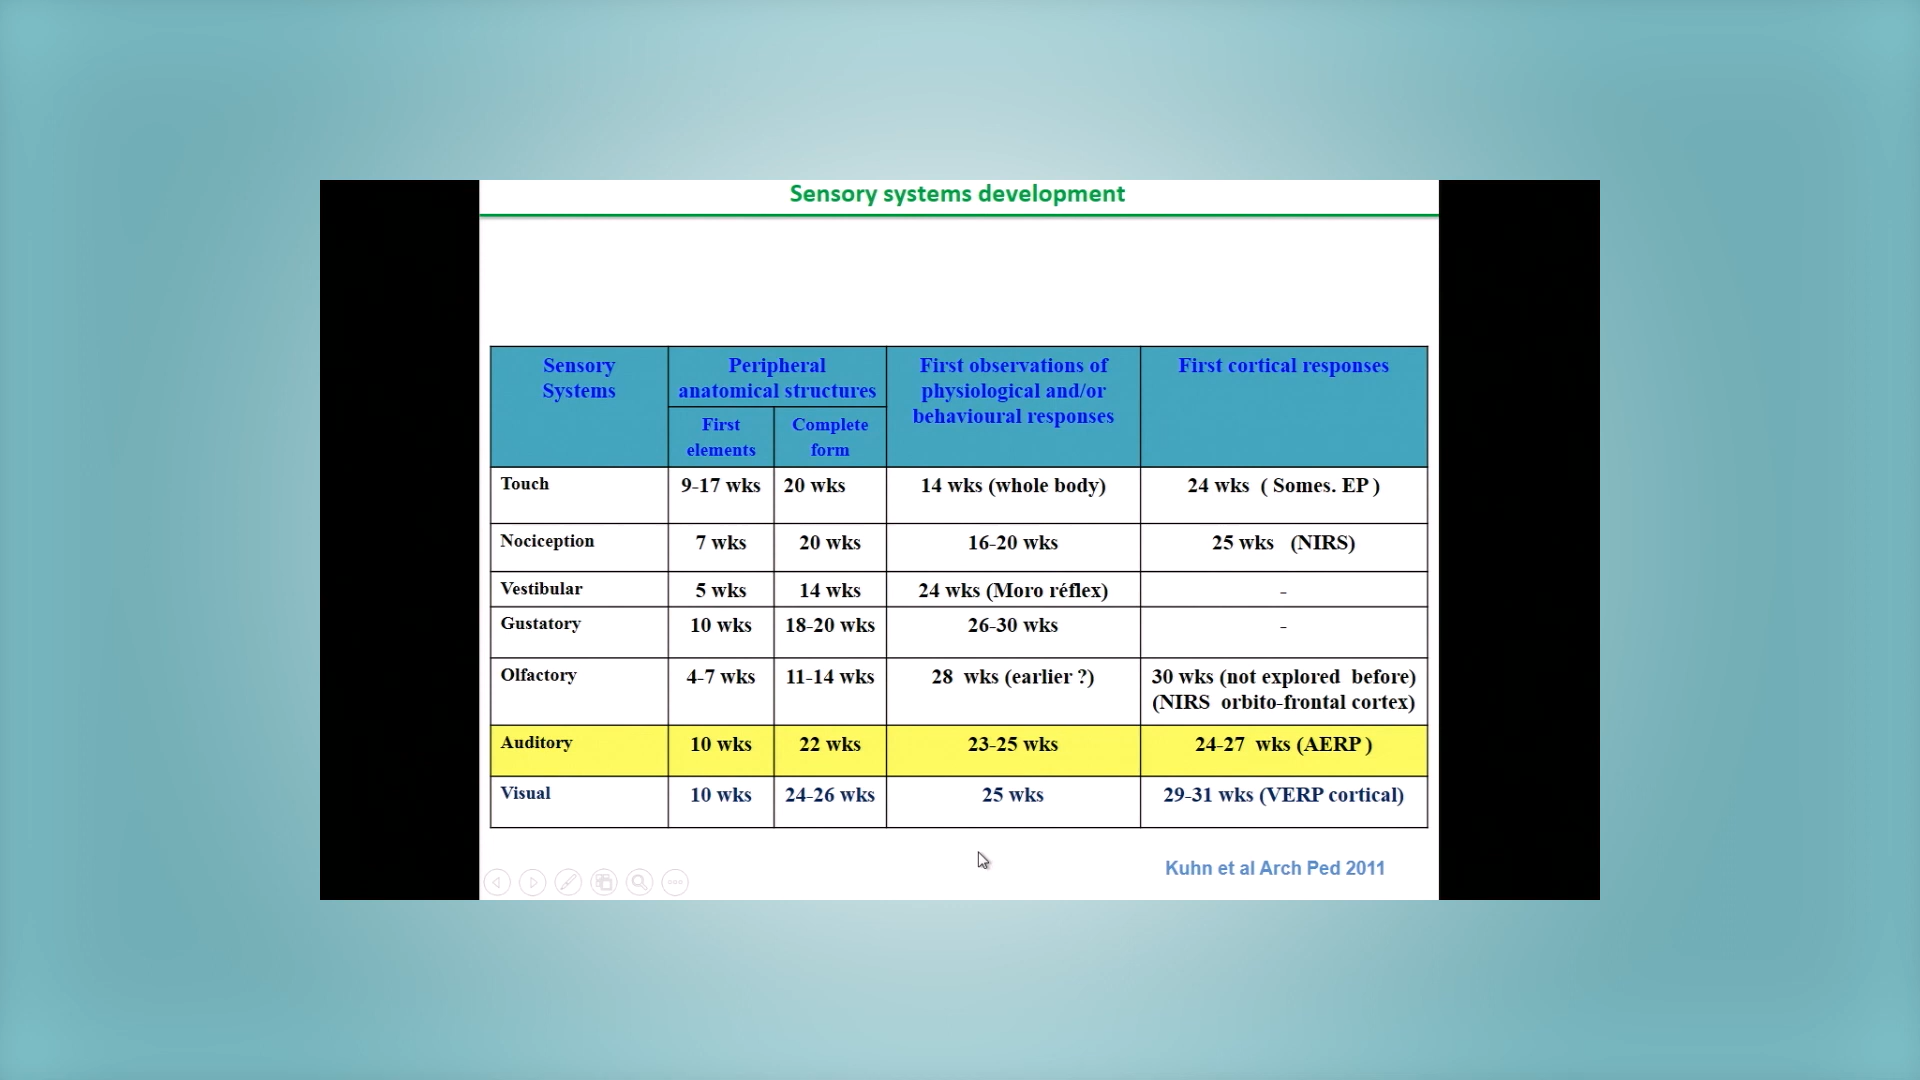 Sensory systems development
Sensory
Systems
Peripheral
anatomical structures
First observations of
physiological and/or
behavioural responses
First cortical responses
First
elements
Complete
form
Touch 9-17 wks 20 wks 14 wks (whole body) 24 wks ( Somes. EP )
Nociception 7 wks 20 wks 16-20 wks 25 wks (NIRS)
Vestibular 5 wks 14 wks 24 wks (Moro réflex) -
Gustatory 10 wks 18-20 wks 26-30 wks -
Olfactory 4-7 wks 11-14 wks 28 wks (earlier ?) 30 wks (not explored before)
(NIRS orbito-frontal cortex)
Auditory 10 wks 22 wks 23-25 wks 24-27 wks (AERP )
Visual 10 wks 24-26 wks 25 wks 29-31 wks (VERP cortical)
Kuhn et al Arch Ped 2011